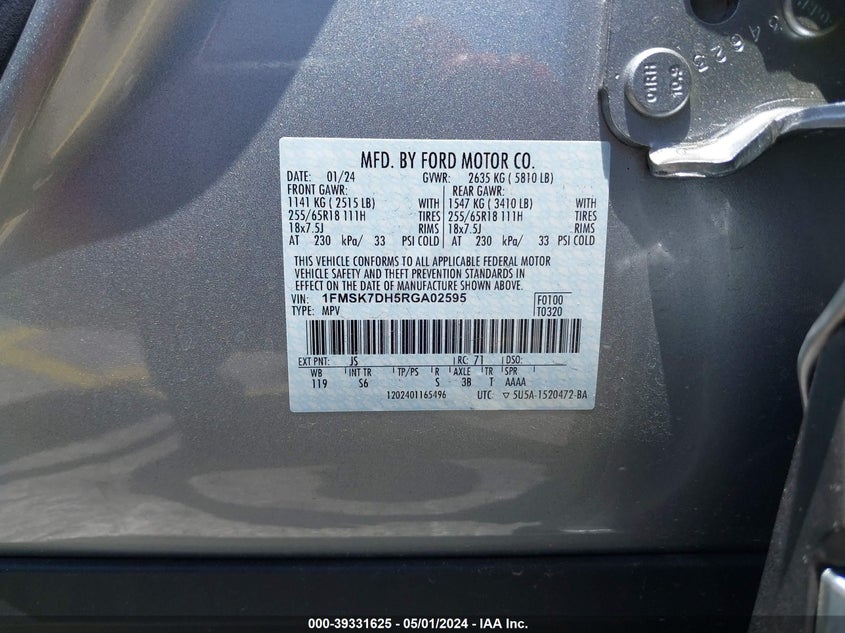 34623
OIRH
10.9
MFD. BY FORD MOTOR CO.
DATE: 01/24 GVWR: 2635 KG ( 5810 LB)
FRONT GAWR: REAR GAWR:
1141 KG ( 2515 LB) WITH 1547 KG ( 3410 LB) WITH
255/65R18 111H TIRES 255/65R18 111H TIRES
18x7.5J RIMS 18x7.5J RIMS
AT 230 kPa/ 33 PSI COLD AT 230 kPa/ 33 PSI COLD
THIS VEHICLE CONFORMS TO ALL APPLICABLE FEDERAL MOTOR
VEHICLE SAFETY AND THEFT PREVENTION STANDARDS IN
EFFECT ON THE DATE OF MANUFACTURE SHOWN ABOVE.
VIN: 1FMSK7DH5RGA02595 F0100
TYPE: MPV T0320
EXT PNT: JS RC: 71 DSO:
WB INT TR TP/PS R AXLE TR SPR
119 S6 S 3B T AAAA
1202401165496 UTC: ▽ 5U5A-1520472-BA
000-39331625 - 05/01/2024 - IAA Inc.